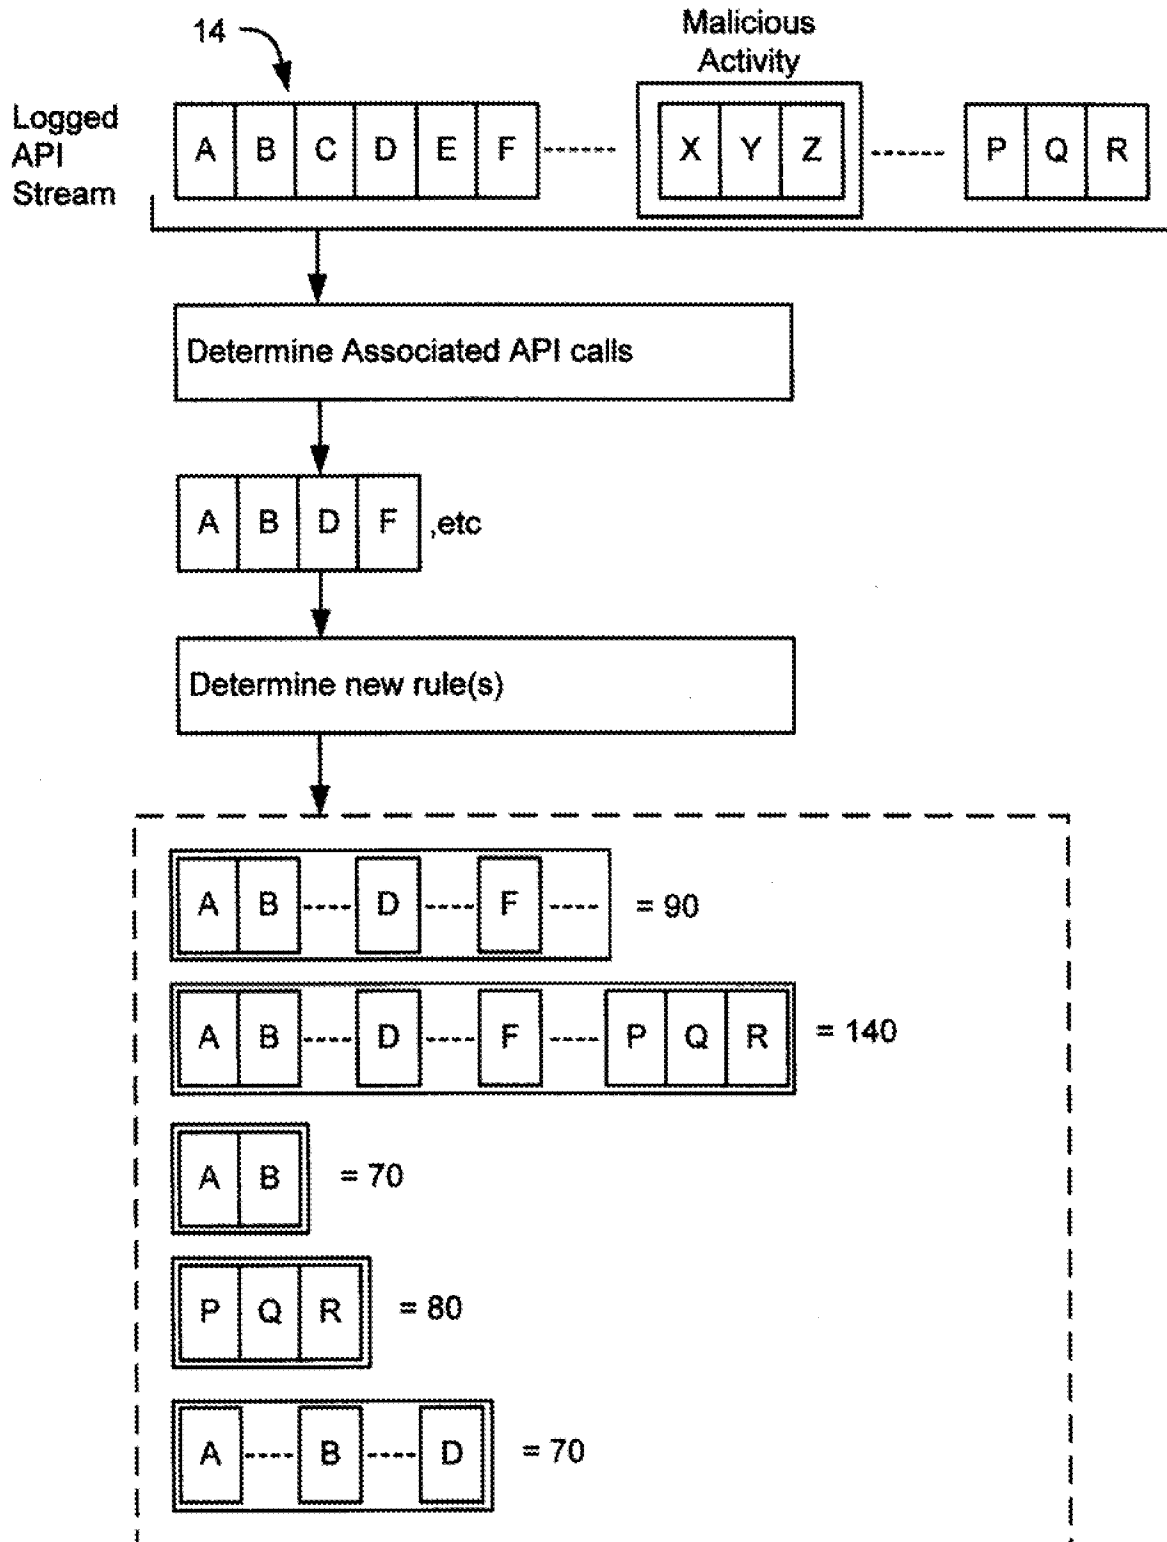 14
Malicious
Activity
Logged
API
Stream
A B C D E F ------ X Y Z ------ P Q R
Determine Associated API calls
A B D F ,etc
Determine new rule(s)
A B ---- D ---- F ---- = 90
A B ---- D ---- F ---- P Q R = 140
A B = 70
P Q R = 80
A ---- B ---- D = 70